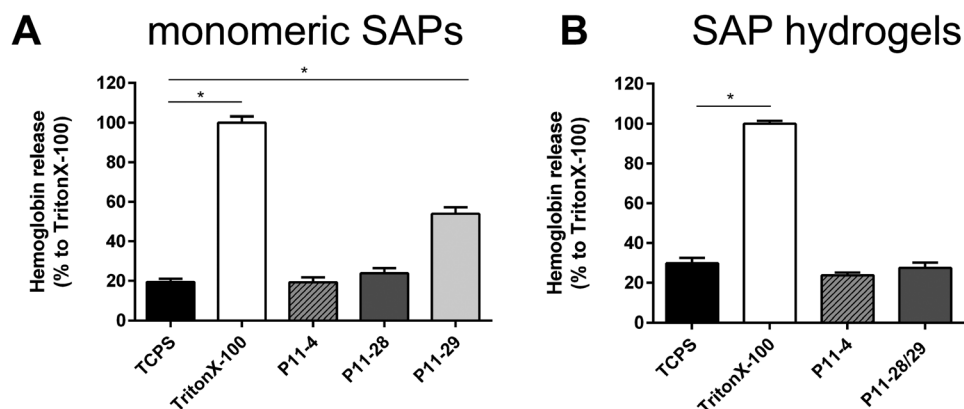 A monomeric SAPs
Hemoglobin release
(% to TritonX-100)
120
100
80
60
40
20
0
*
*
TCPS
TritonX-100
P11-4
P11-28
P11-29
B SAP hydrogels
Hemoglobin release
(% to TritonX-100)
120
100
80
60
40
20
0
*
TCPS
TritonX-100
P11-4
P11-28/29